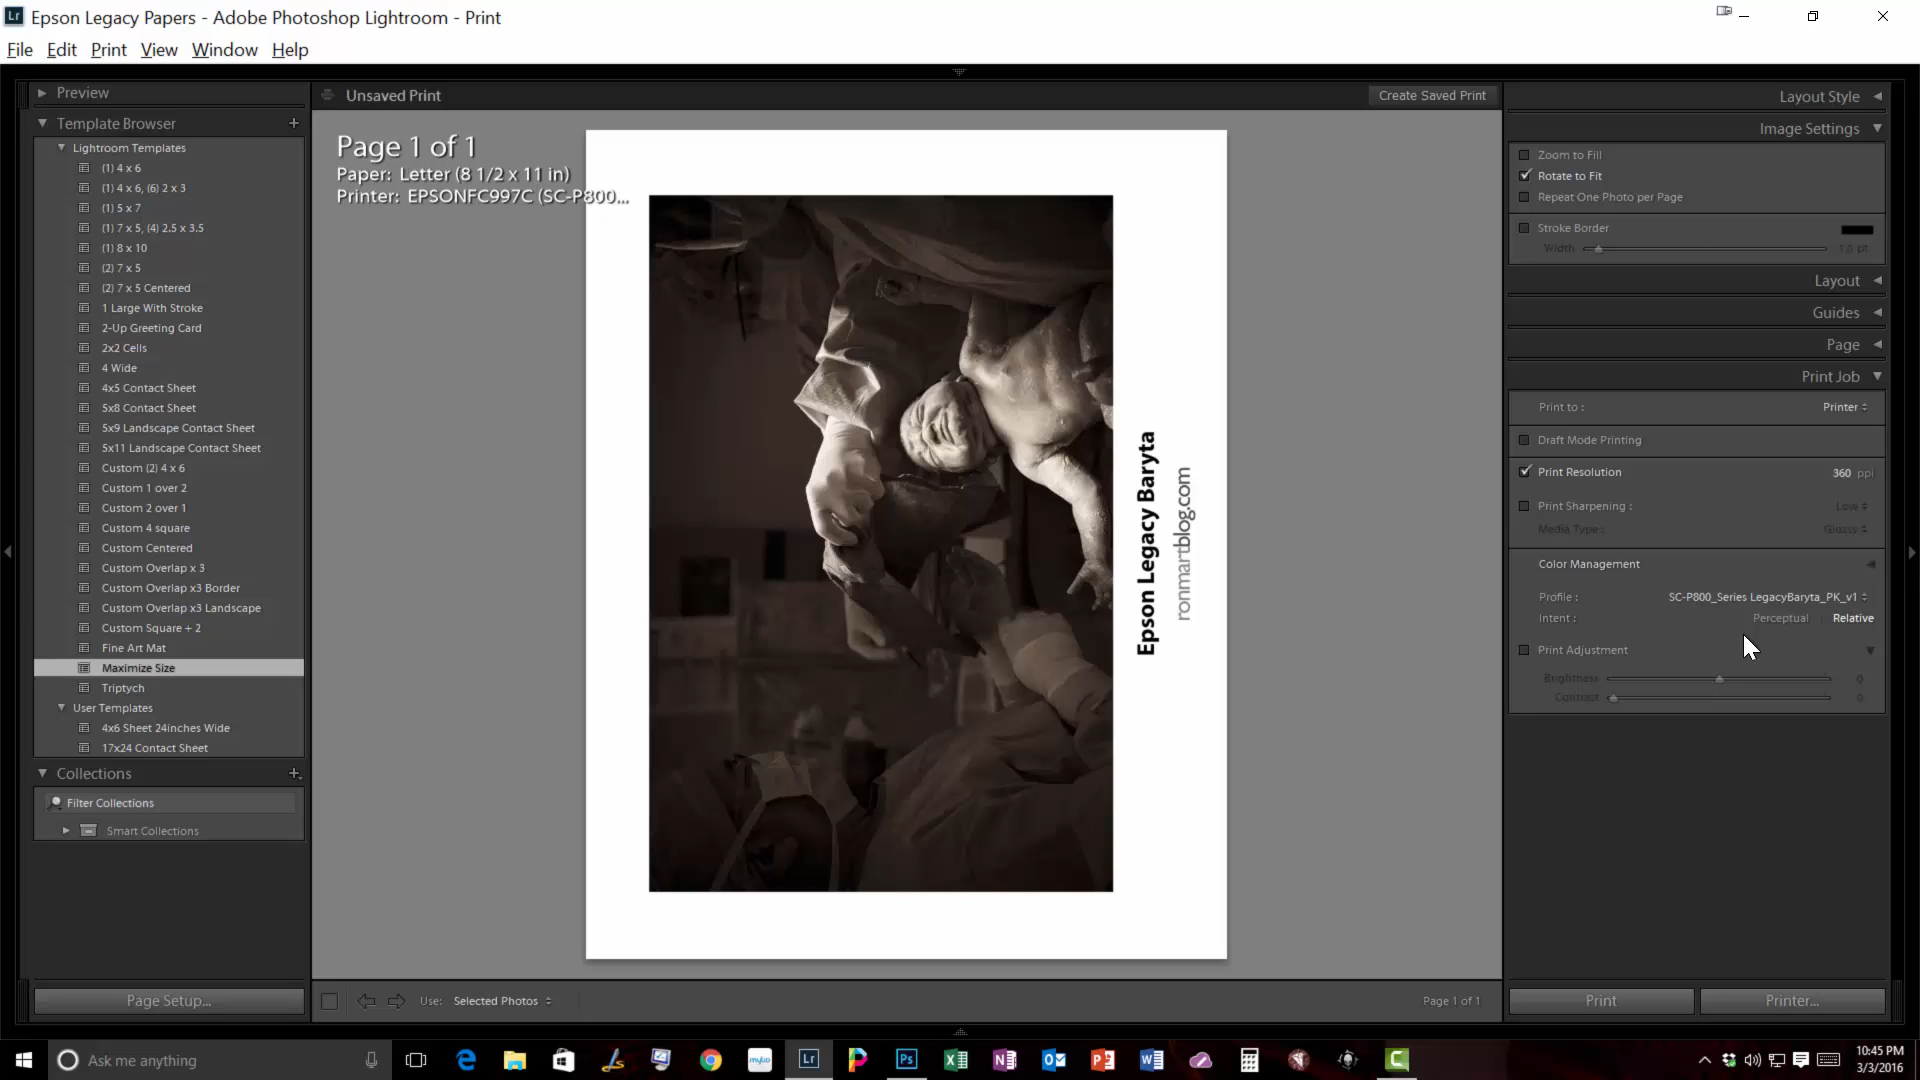 Lr Epson Legacy Papers - Adobe Photoshop Lightroom - Print
File Edit Print View Window Help
Preview
Template Browser +
Lightroom Templates
(1) 4 x 6
(1) 4 x 6, (6) 2 x 3
(1) 5 x 7
(1) 7 x 5, (4) 2.5 x 3.5
(1) 8 x 10
(2) 7 x 5
(2) 7 x 5 Centered
1 Large With Stroke
2-Up Greeting Card
2x2 Cells
4 Wide
4x5 Contact Sheet
5x8 Contact Sheet
5x9 Landscape Contact Sheet
5x11 Landscape Contact Sheet
Custom (2) 4 x 6
Custom 1 over 2
Custom 2 over 1
Custom 4 square
Custom Centered
Custom Overlap x 3
Custom Overlap x3 Border
Custom Overlap x3 Landscape
Custom Square + 2
Fine Art Mat
Maximize Size
Triptych
User Templates
4x6 Sheet 24inches Wide
17x24 Contact Sheet
Collections +
Filter Collections
Smart Collections
Page Setup...
Unsaved Print
Create Saved Print
Page 1 of 1
Paper: Letter (8 1/2 x 11 in)
Printer: EPSONFC997C (SC-P800...
Epson Legacy Baryta
ronmartblog.com
Use: Selected Photos
Page 1 of 1
Layout Style
Image Settings
Zoom to Fill
Rotate to Fit
Repeat One Photo per Page
Stroke Border
Width 1.0 pt
Layout
Guides
Page
Print Job
Print to : Printer
Draft Mode Printing
Print Resolution 360 ppi
Print Sharpening : Low
Media Type : Glossy
Color Management
Profile : SC-P800_Series LegacyBaryta_PK_v1
Intent : Perceptual Relative
Print Adjustment
Brightness 0
Contrast 0
Print Printer...
Ask me anything
mylio Lr Ps
10:45 PM
3/3/2016